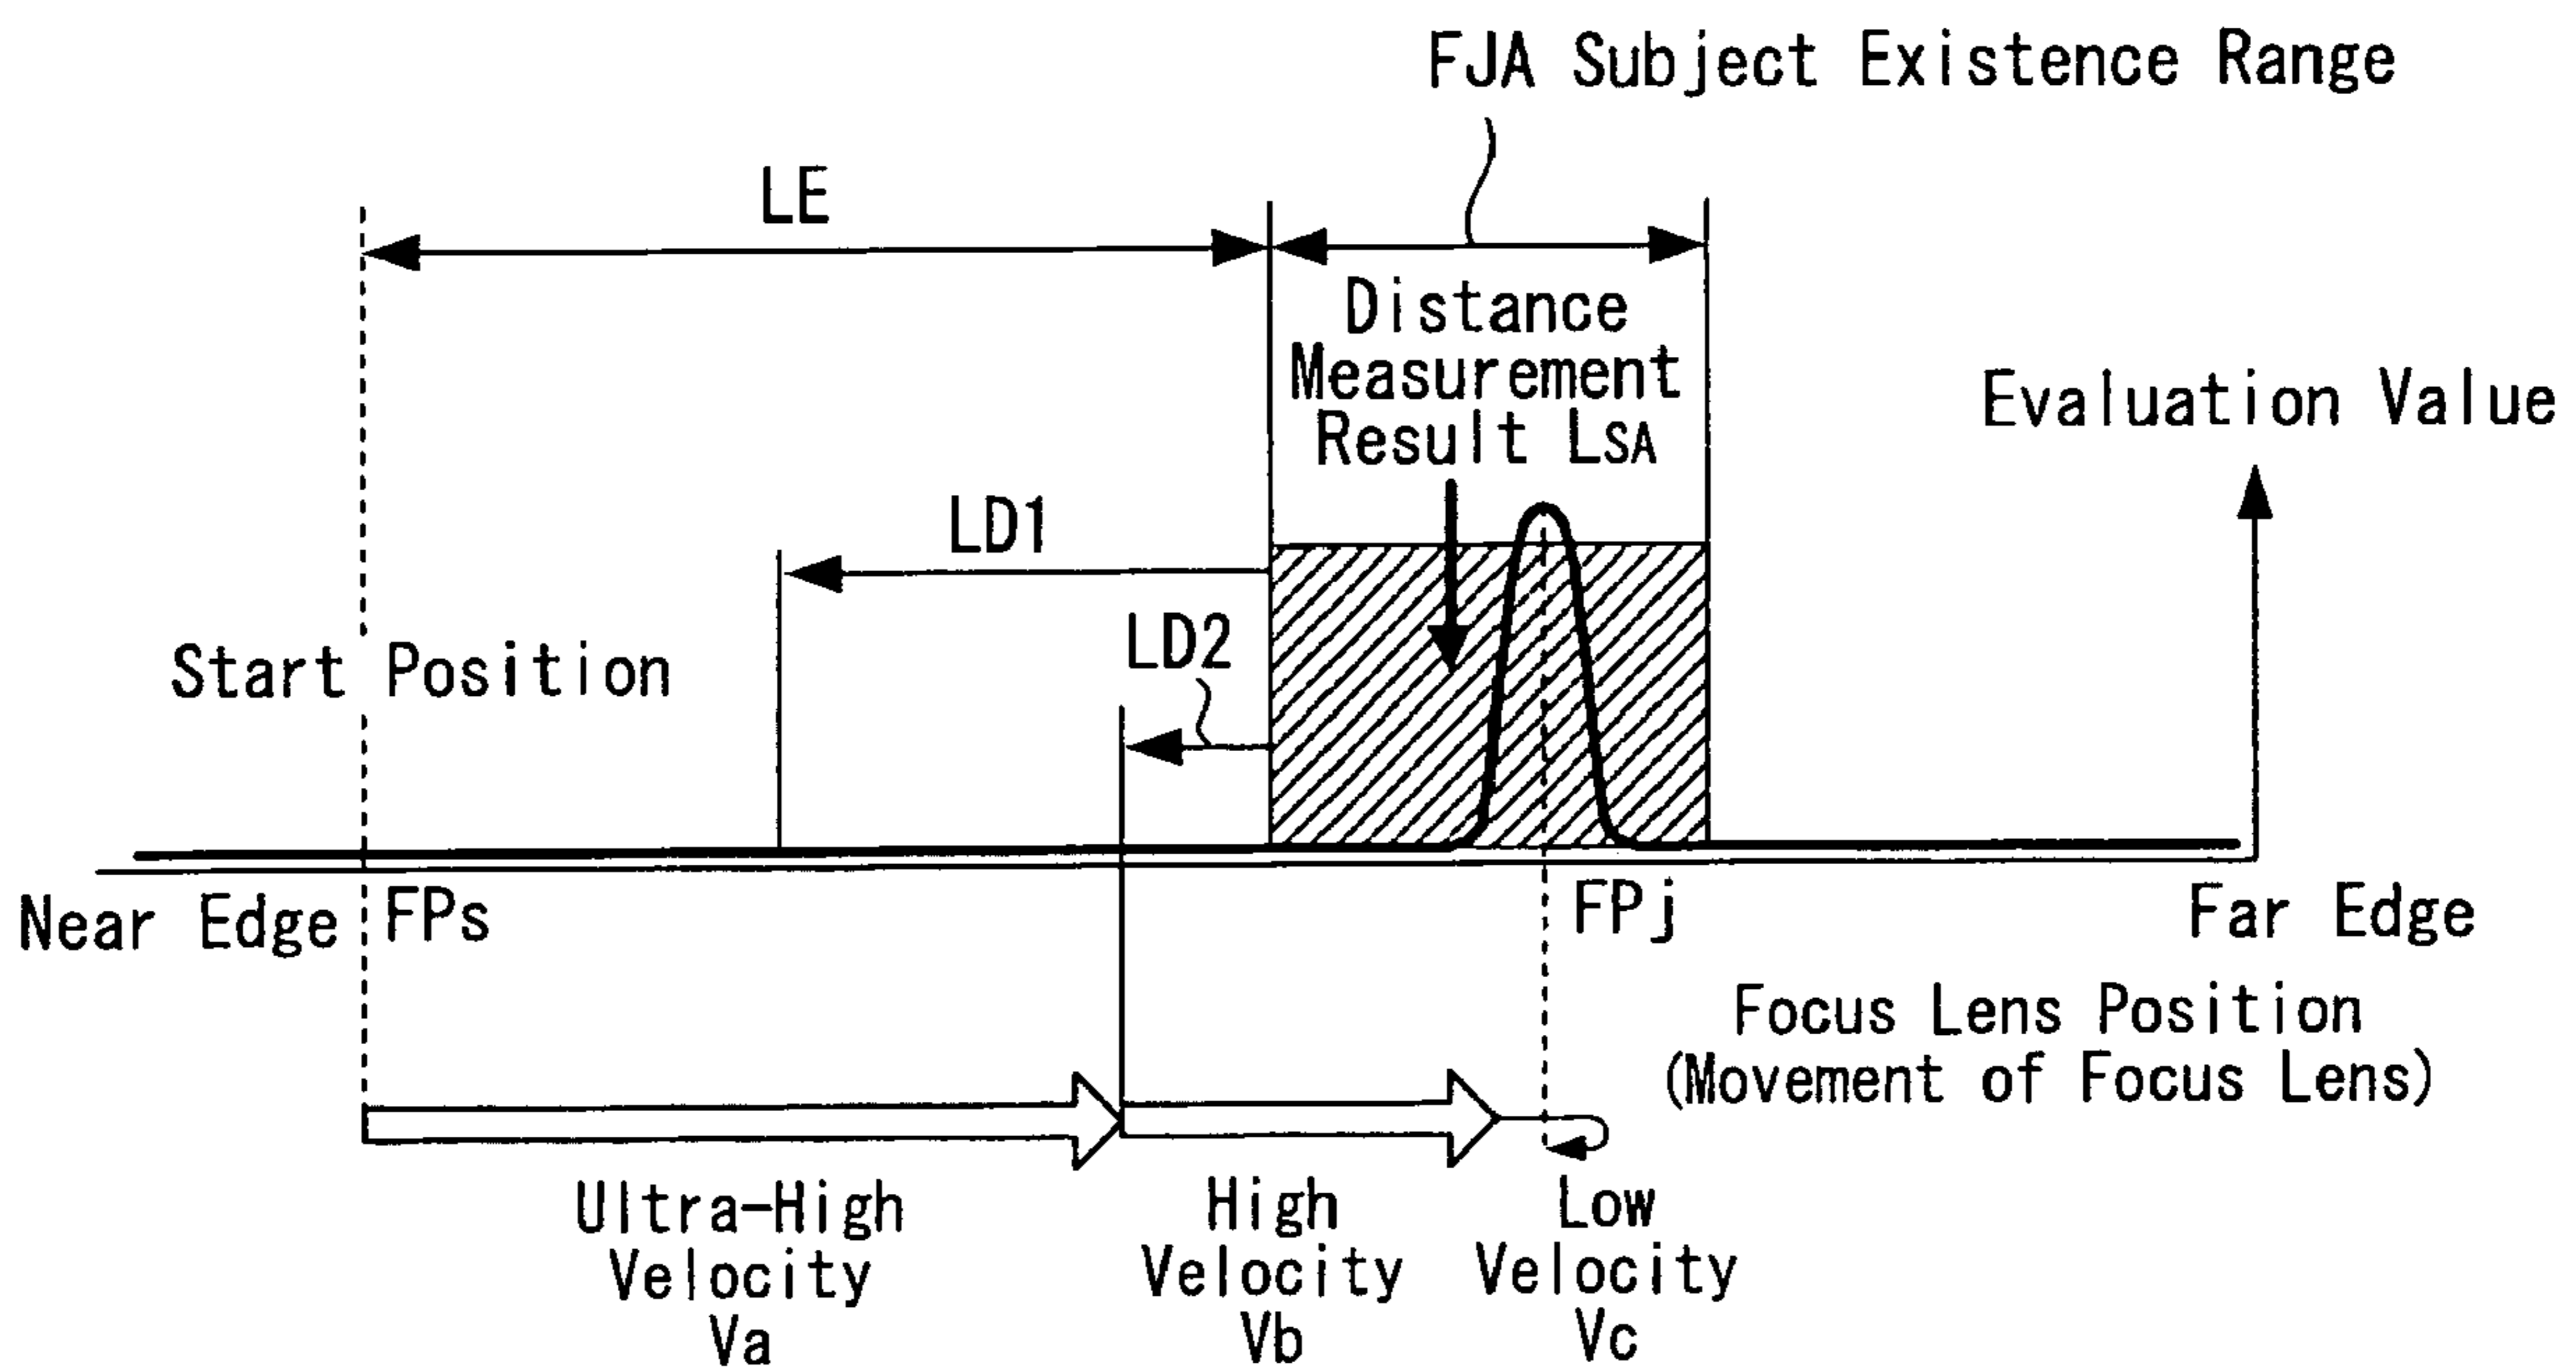 FJA Subject Existence Range
LE
Distance
Measurement
Result LSA
Evaluation Value
LD1
LD2
Start Position
Near Edge
FPs
FPj
Far Edge
Focus Lens Position
(Movement of Focus Lens)
Ultra-High
Velocity
Va
High
Velocity
Vb
Low
Velocity
Vc